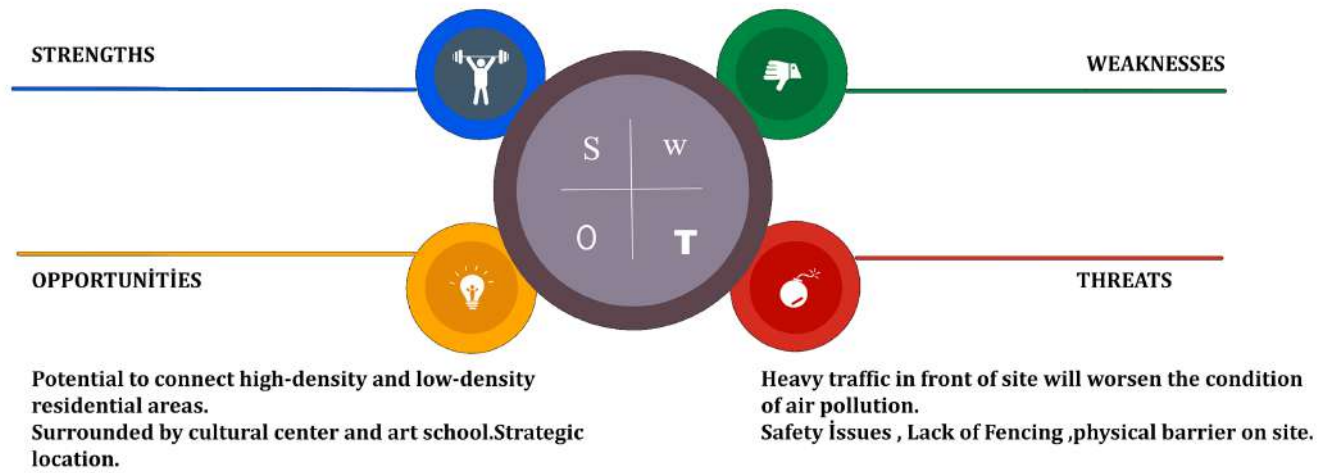 STRENGTHS
WEAKNESSES
S w
O T
OPPORTUNİTİES
THREATS
Potential to connect high-density and low-density
residential areas.
Surrounded by cultural center and art school.Strategic
location.
Heavy traffic in front of site will worsen the condition
of air pollution.
Safety İssues , Lack of Fencing ,physical barrier on site.